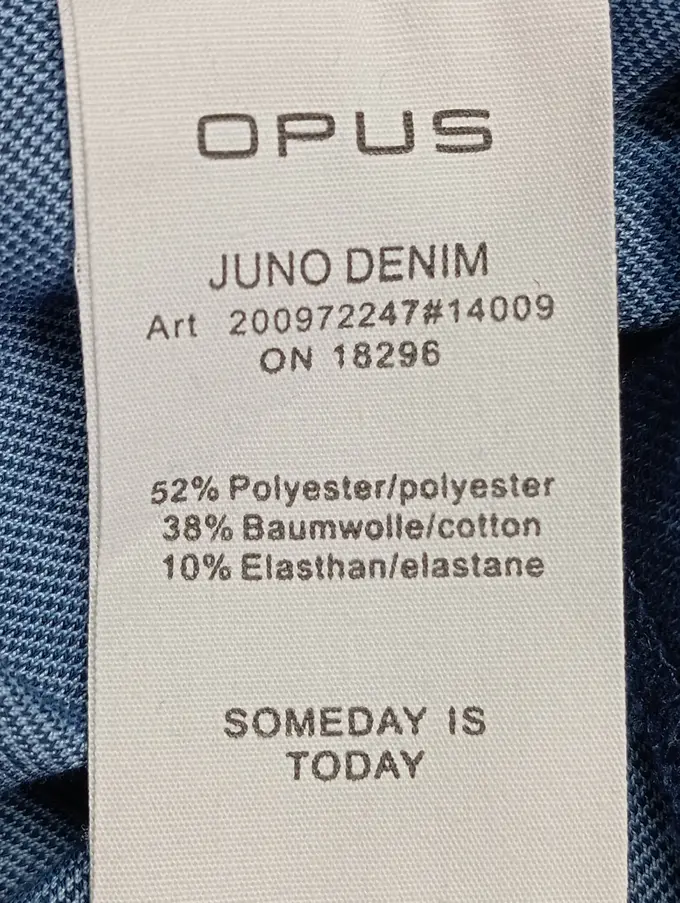 OPUS
JUNO DENIM
Art 200972247#14009
ON 18296
52% Polyester/polyester
38% Baumwolle/cotton
10% Elasthan/elastane
SOMEDAY IS
TODAY